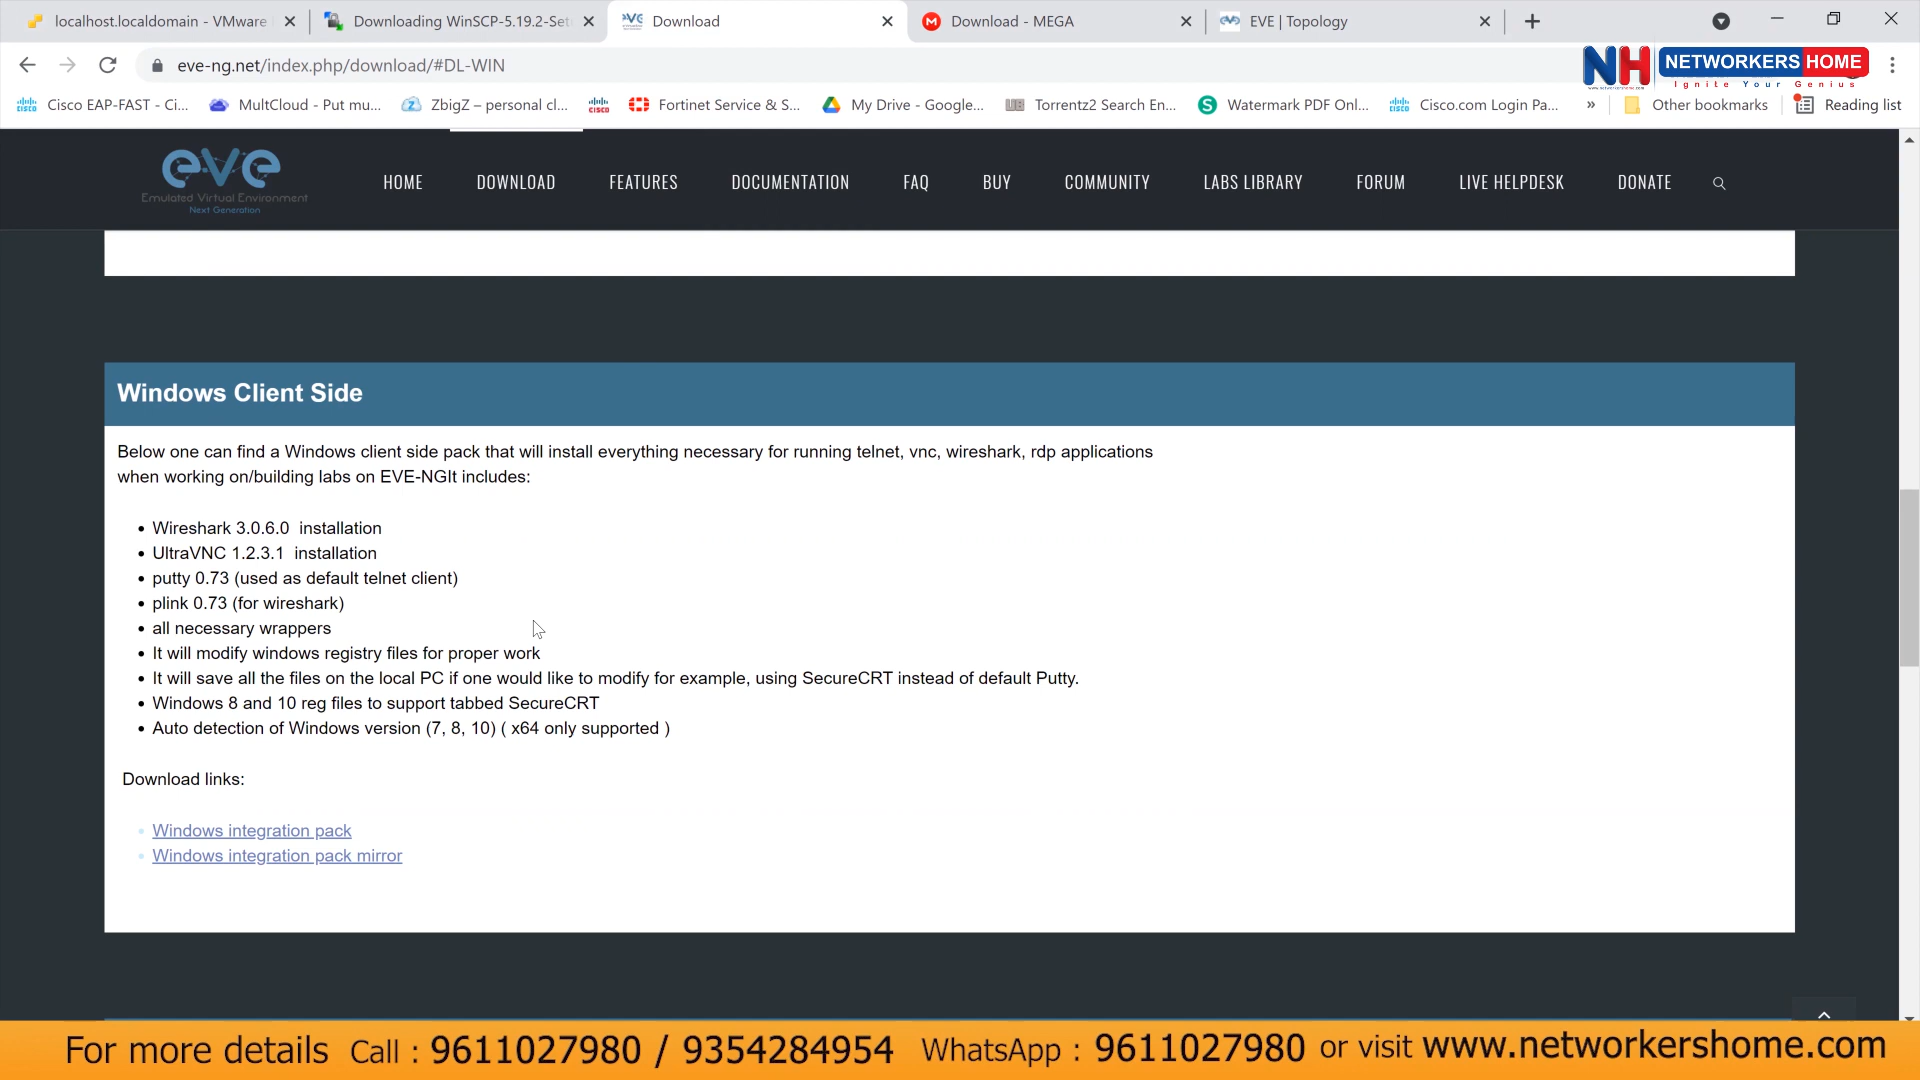 localhost.localdomain - VMware
Downloading WinSCP-5.19.2-Set
Download
Download - MEGA
EVE | Topology
eve-ng.net/index.php/download/#DL-WIN
NH NETWORKERS HOME
Ignite Your Genius
Cisco EAP-FAST - Ci...
MultCloud - Put mu...
ZbigZ – personal cl...
Fortinet Service & S...
My Drive - Google...
Torrentz2 Search En...
Watermark PDF Onl...
Cisco.com Login Pa...
»
Other bookmarks
Reading list
eve
Emulated Virtual Environment
Next Generation
HOME
DOWNLOAD
FEATURES
DOCUMENTATION
FAQ
BUY
COMMUNITY
LABS LIBRARY
FORUM
LIVE HELPDESK
DONATE
Windows Client Side
Below one can find a Windows client side pack that will install everything necessary for running telnet, vnc, wireshark, rdp applications
when working on/building labs on EVE-NGIt includes:
• Wireshark 3.0.6.0  installation
• UltraVNC 1.2.3.1  installation
• putty 0.73 (used as default telnet client)
• plink 0.73 (for wireshark)
• all necessary wrappers
• It will modify windows registry files for proper work
• It will save all the files on the local PC if one would like to modify for example, using SecureCRT instead of default Putty.
• Windows 8 and 10 reg files to support tabbed SecureCRT
• Auto detection of Windows version (7, 8, 10) ( x64 only supported )
Download links:
• Windows integration pack
• Windows integration pack mirror
For more details Call : 9611027980 / 9354284954 WhatsApp : 9611027980 or visit www.networkershome.com